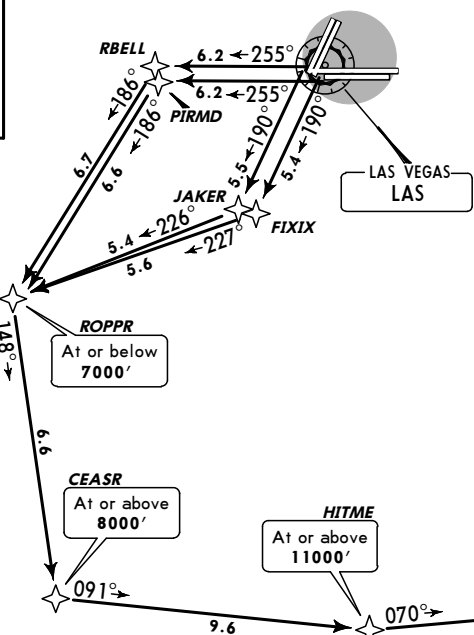 RBELL
6.2 255°
6.2 255°
PIRMD
186°
186°
6.7
6.6
190°
190°
5.5
5.4
LAS VEGAS
LAS
JAKER
FIXIX
5.4 226°
5.6 227°
ROPPR
At or below
7000'
148°
6.6
CEASR
At or above
8000'
HITME
At or above
11000'
091°
9.6
070°